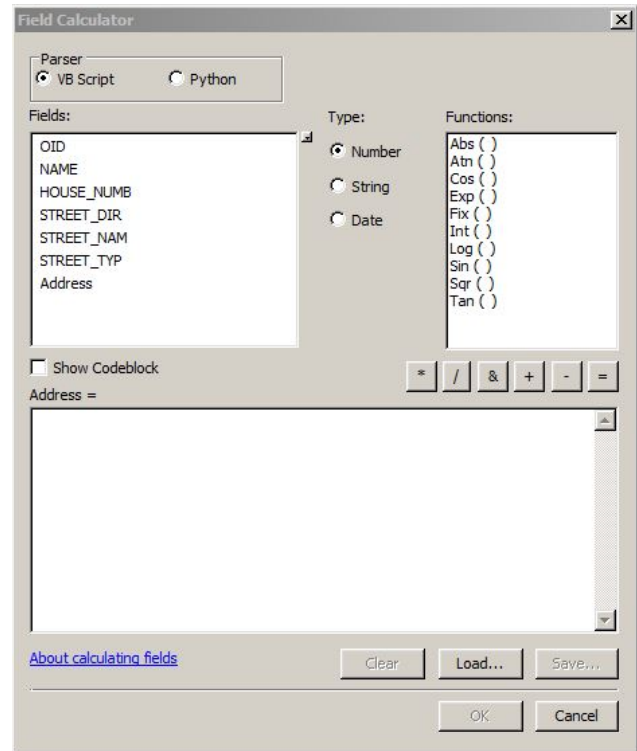 Field Calculator
Parser
VB Script Python
Fields: Type: Functions:
OID
NAME
HOUSE_NUMB
STREET_DIR
STREET_NAM
STREET_TYP
Address
Number
String
Date
Abs ( )
Atn ( )
Cos ( )
Exp ( )
Fix ( )
Int ( )
Log ( )
Sin ( )
Sqr ( )
Tan ( )
Show Codeblock
* / & + - =
Address =
About calculating fields
Clear Load... Save...
OK Cancel